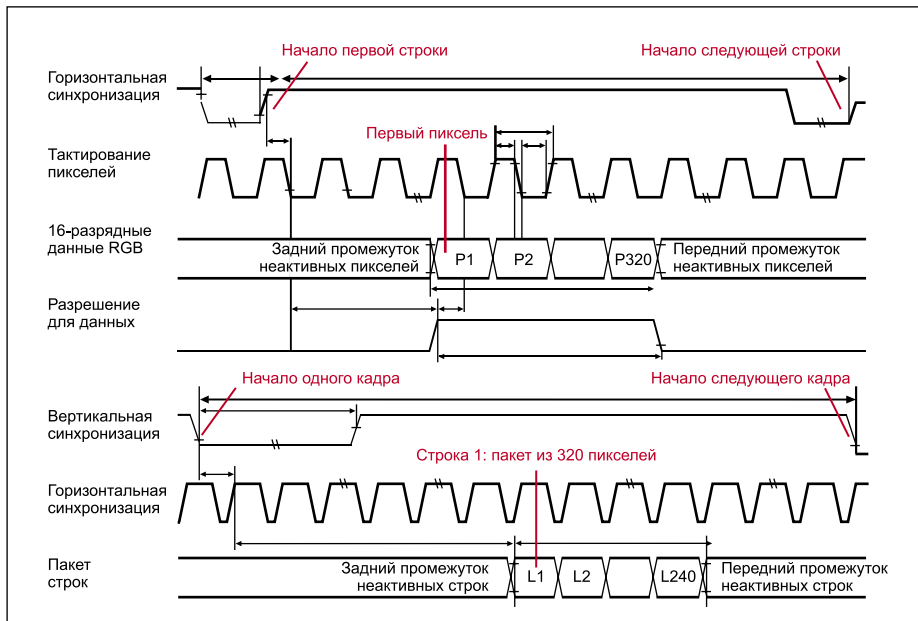 Начало первой строки
Начало следующей строки
Горизонтальная
синхронизация
Первый пиксель
Тактирование
пикселей
16-разрядные
данные RGB
Задний промежуток
неактивных пикселей
P1
P2
P320
Передний промежуток
неактивных пикселей
Разрешение
для данных
Начало одного кадра
Начало следующего кадра
Вертикальная
синхронизация
Строка 1: пакет из 320 пикселей
Горизонтальная
синхронизация
Пакет
строк
Задний промежуток
неактивных строк
L1
L2
L240
Передний промежуток
неактивных строк